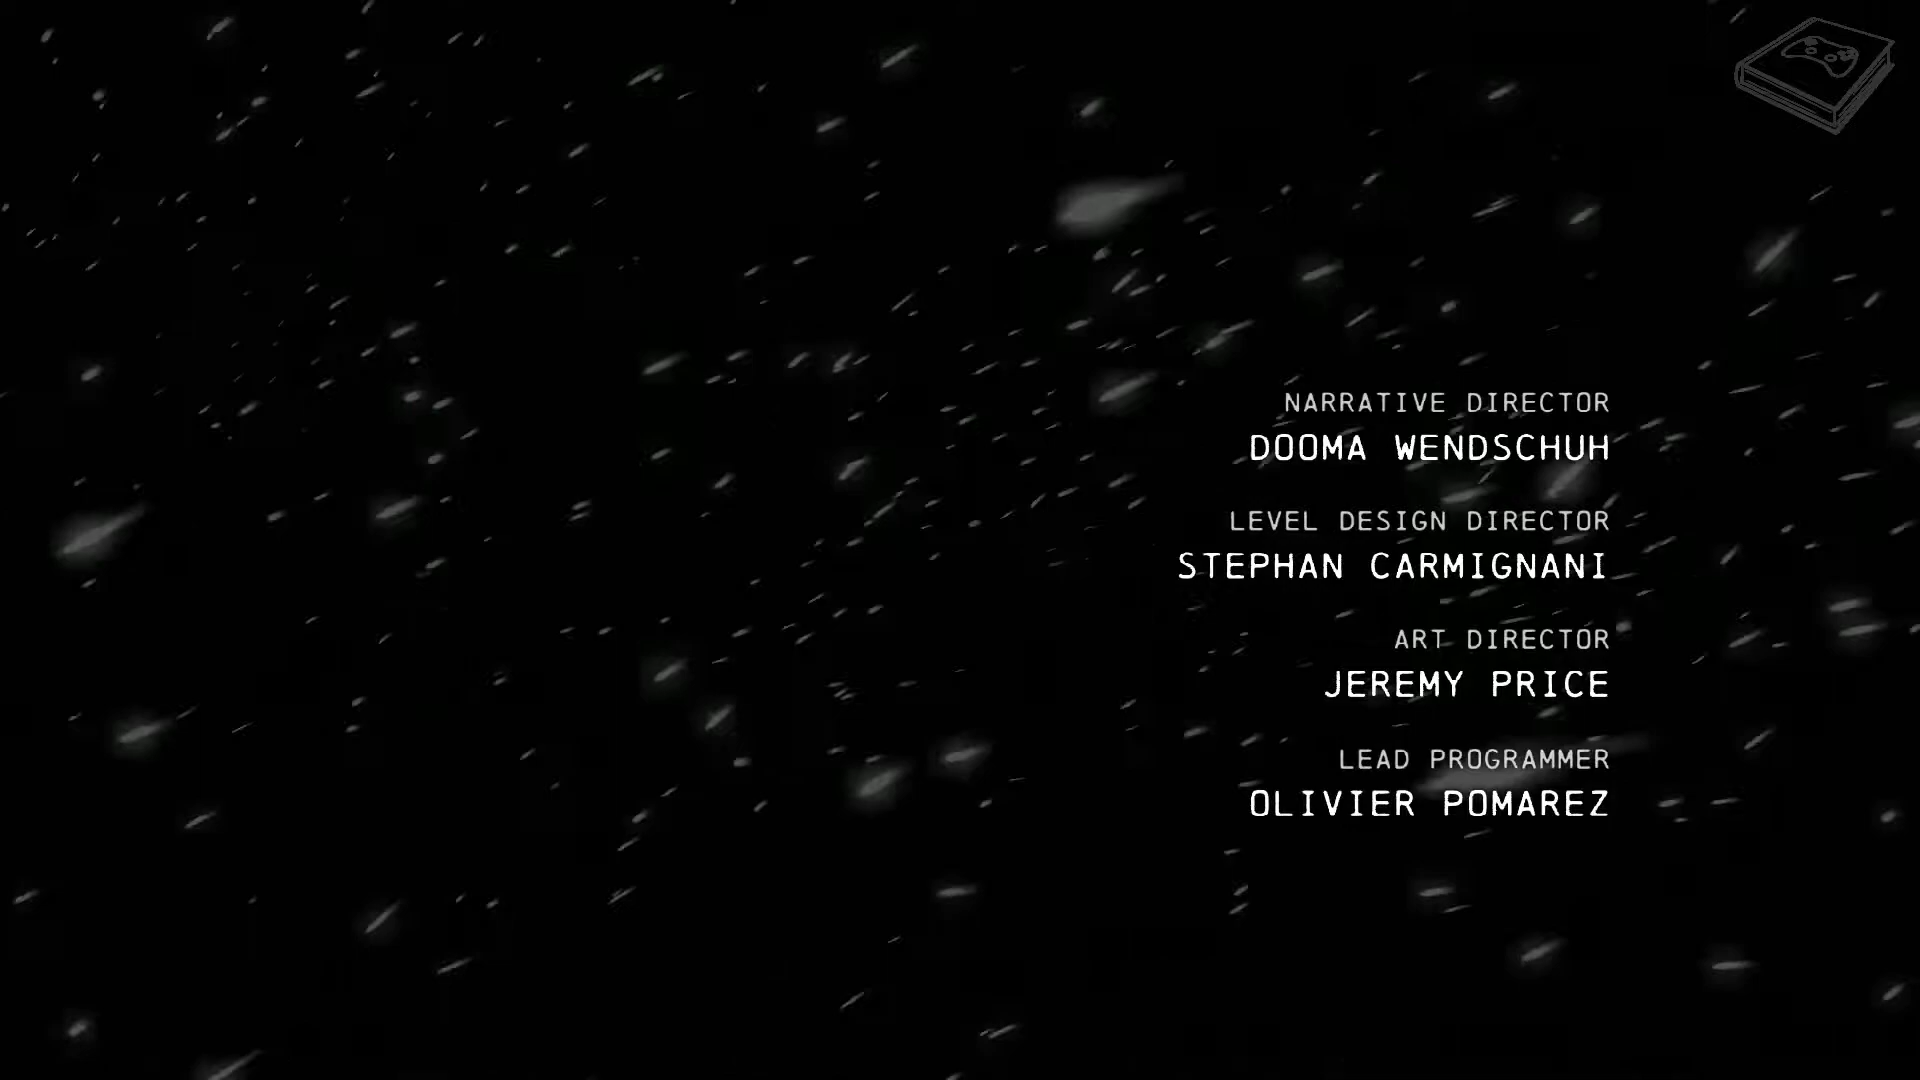 NARRATIVE DIRECTOR
DOOMA WENDSCHUH
LEVEL DESIGN DIRECTOR
STEPHAN CARMIGNANI
ART DIRECTOR
JEREMY PRICE
LEAD PROGRAMMER
OLIVIER POMAREZ